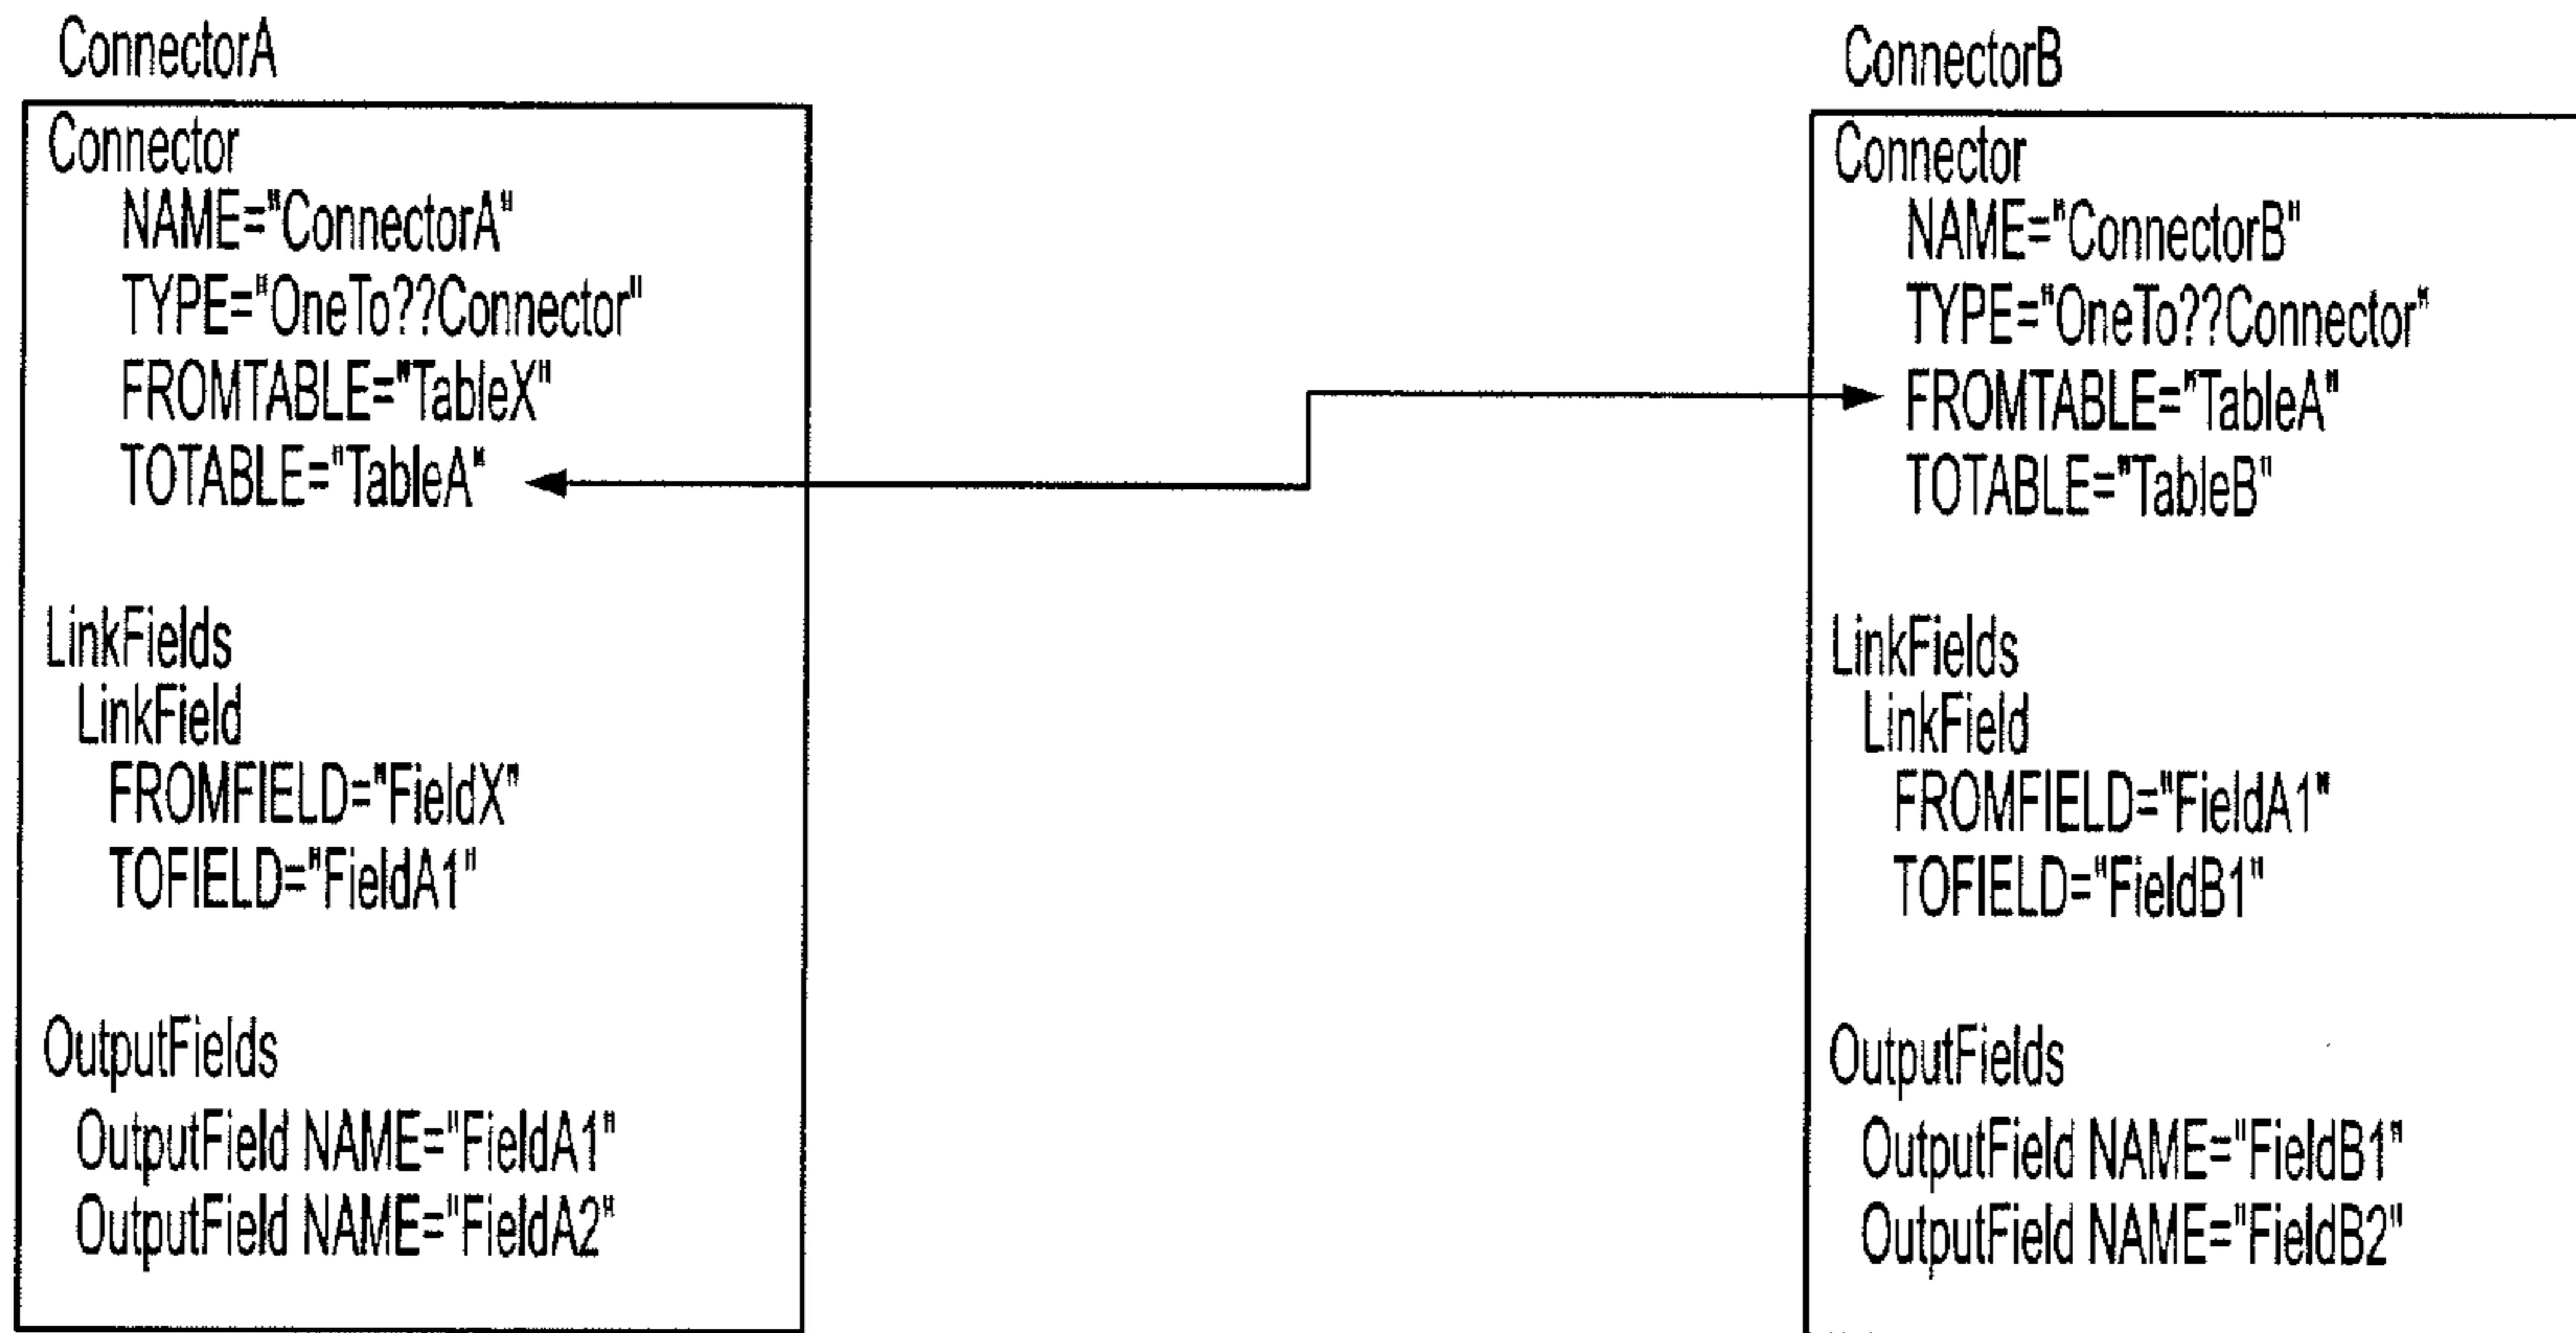 ConnectorA
Connector
NAME="ConnectorA"
TYPE="OneTo??Connector"
FROMTABLE="TableX"
TOTABLE="TableA"
LinkFields
LinkField
FROMFIELD="FieldX"
TOFIELD="FieldA1"
OutputFields
OutputField NAME="FieldA1"
OutputField NAME="FieldA2"
ConnectorB
Connector
NAME="ConnectorB"
TYPE="OneTo??Connector"
FROMTABLE="TableA"
TOTABLE="TableB"
LinkFields
LinkField
FROMFIELD="FieldA1"
TOFIELD="FieldB1"
OutputFields
OutputField NAME="FieldB1"
OutputField NAME="FieldB2"